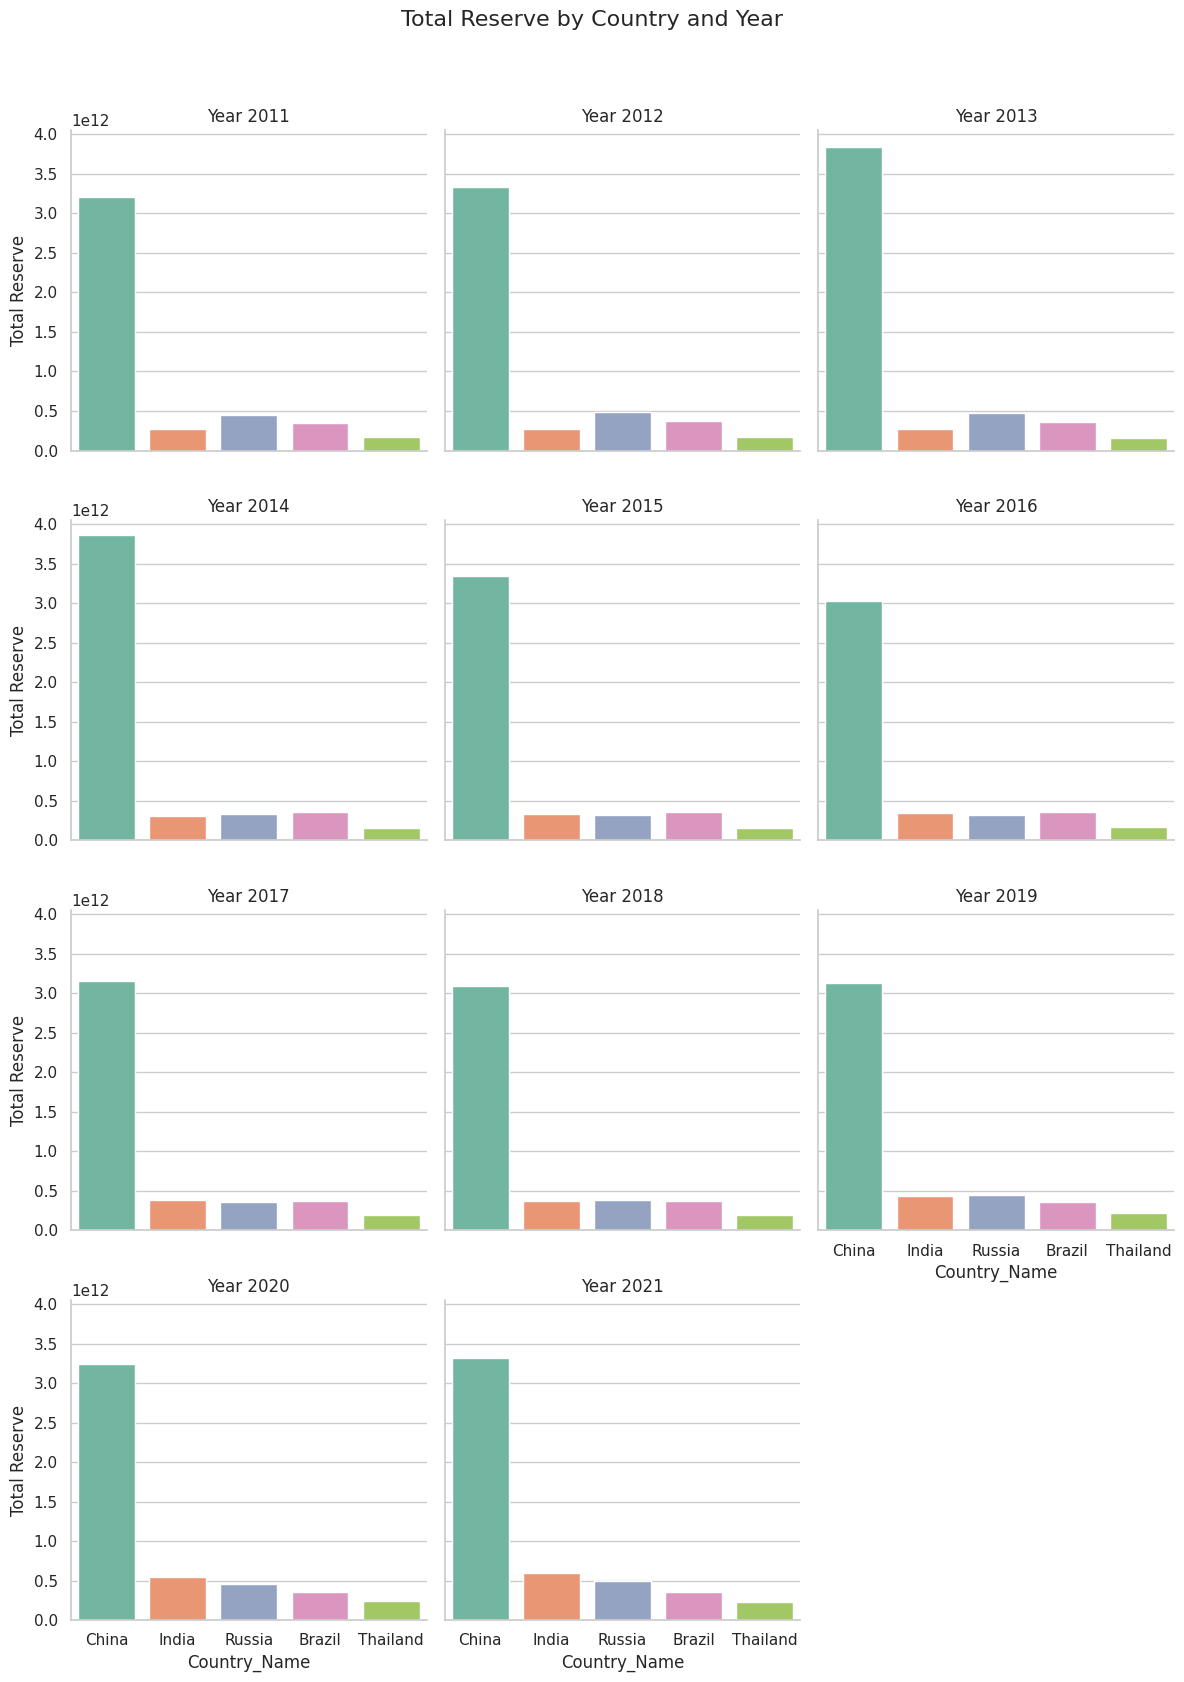 Total Reserve by Country and Year
Year 2011
Year 2012
Year 2013
1e12
4.0
3.5
3.0
2.5
2.0
1.5
1.0
0.5
0.0
Total Reserve
Year 2014
Year 2015
Year 2016
1e12
4.0
3.5
3.0
2.5
2.0
1.5
1.0
0.5
0.0
Total Reserve
Year 2017
Year 2018
Year 2019
1e12
4.0
3.5
3.0
2.5
2.0
1.5
1.0
0.5
0.0
Total Reserve
China India Russia Brazil Thailand
Country_Name
Year 2020
Year 2021
1e12
4.0
3.5
3.0
2.5
2.0
1.5
1.0
0.5
0.0
Total Reserve
China India Russia Brazil Thailand
Country_Name
China India Russia Brazil Thailand
Country_Name